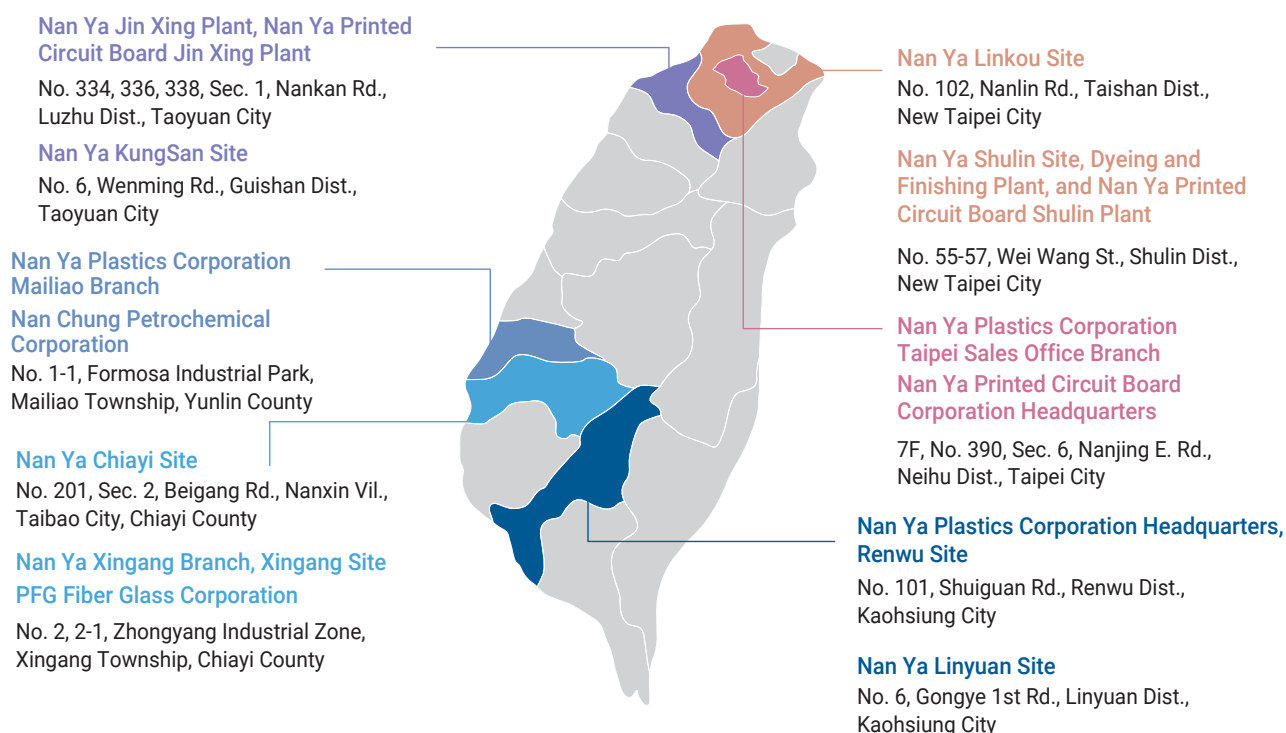 Nan Ya Jin Xing Plant, Nan Ya Printed
Circuit Board Jin Xing Plant
No. 334, 336, 338, Sec. 1, Nankan Rd.,
Luzhu Dist., Taoyuan City
Nan Ya KungSan Site
No. 6, Wenming Rd., Guishan Dist.,
Taoyuan City
Nan Ya Plastics Corporation
Mailiao Branch
Nan Chung Petrochemical
Corporation
No. 1-1, Formosa Industrial Park,
Mailiao Township, Yunlin County
Nan Ya Chiayi Site
No. 201, Sec. 2, Beigang Rd., Nanxin Vil.,
Taibao City, Chiayi County
Nan Ya Xingang Branch, Xingang Site
PFG Fiber Glass Corporation
No. 2, 2-1, Zhongyang Industrial Zone,
Xingang Township, Chiayi County
Nan Ya Linkou Site
No. 102, Nanlin Rd., Taishan Dist.,
New Taipei City
Nan Ya Shulin Site, Dyeing and
Finishing Plant, and Nan Ya Printed
Circuit Board Shulin Plant
No. 55-57, Wei Wang St., Shulin Dist.,
New Taipei City
Nan Ya Plastics Corporation
Taipei Sales Office Branch
Nan Ya Printed Circuit Board
Corporation Headquarters
7F, No. 390, Sec. 6, Nanjing E. Rd.,
Neihu Dist., Taipei City
Nan Ya Plastics Corporation Headquarters,
Renwu Site
No. 101, Shuiguan Rd., Renwu Dist.,
Kaohsiung City
Nan Ya Linyuan Site
No. 6, Gongye 1st Rd., Linyuan Dist.,
Kaohsiung City